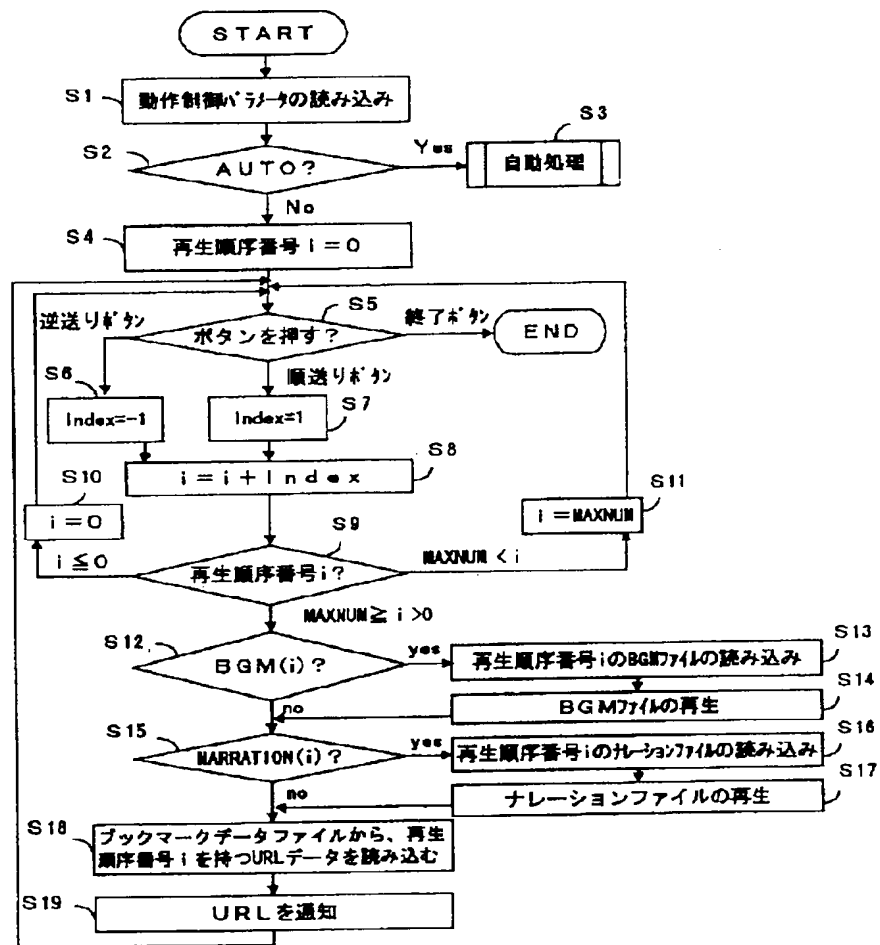 START
S1
動作制御パラメータの読み込み
S2
AUTO?
Yes
S3
自動処理
No
S4
再生順序番号i=0
S5
逆送りボタン
ボタンを押す?
終了ボタン
END
順送りボタン
S6
Index=-1
S7
Index=1
S8
i=i+Index
S10
i=0
S11
i=MAXNUM
S9
i≦0
再生順序番号i?
MAXNUM<i
MAXNUM≧i>0
S12
BGM(i)?
yes
S13
再生順序番号iのBGMファイルの読み込み
no
S14
BGMファイルの再生
S15
NARRATION(i)?
yes
S16
再生順序番号iのナレーションファイルの読み込み
no
S17
ナレーションファイルの再生
S18
ブックマークデータファイルから、再生
順序番号iを持つURLデータを読み込む
S19
URLを通知